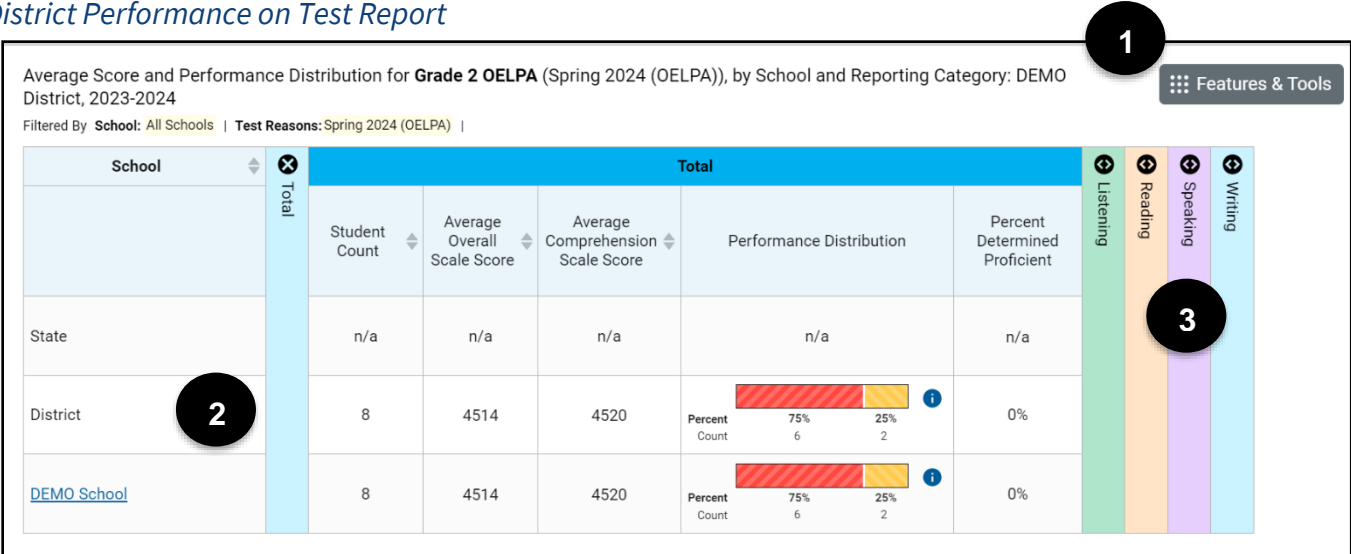 istrict Performance on Test Report
1
Average Score and Performance Distribution for Grade 2 OELPA (Spring 2024 (OELPA)), by School and Reporting Category: DEMO
District, 2023-2024
Features & Tools
Filtered By School: All Schools | Test Reasons: Spring 2024 (OELPA) |
School
Total
Total
Listening
Reading
Speaking
Writing
Student
Count
Average
Overall
Scale Score
Average
Comprehension
Scale Score
Performance Distribution
Percent
Determined
Proficient
3
State n/a n/a n/a n/a n/a
2
District 8 4514 4520 0%
Percent 75% 25%
Count 6 2
DEMO School 8 4514 4520 0%
Percent 75% 25%
Count 6 2